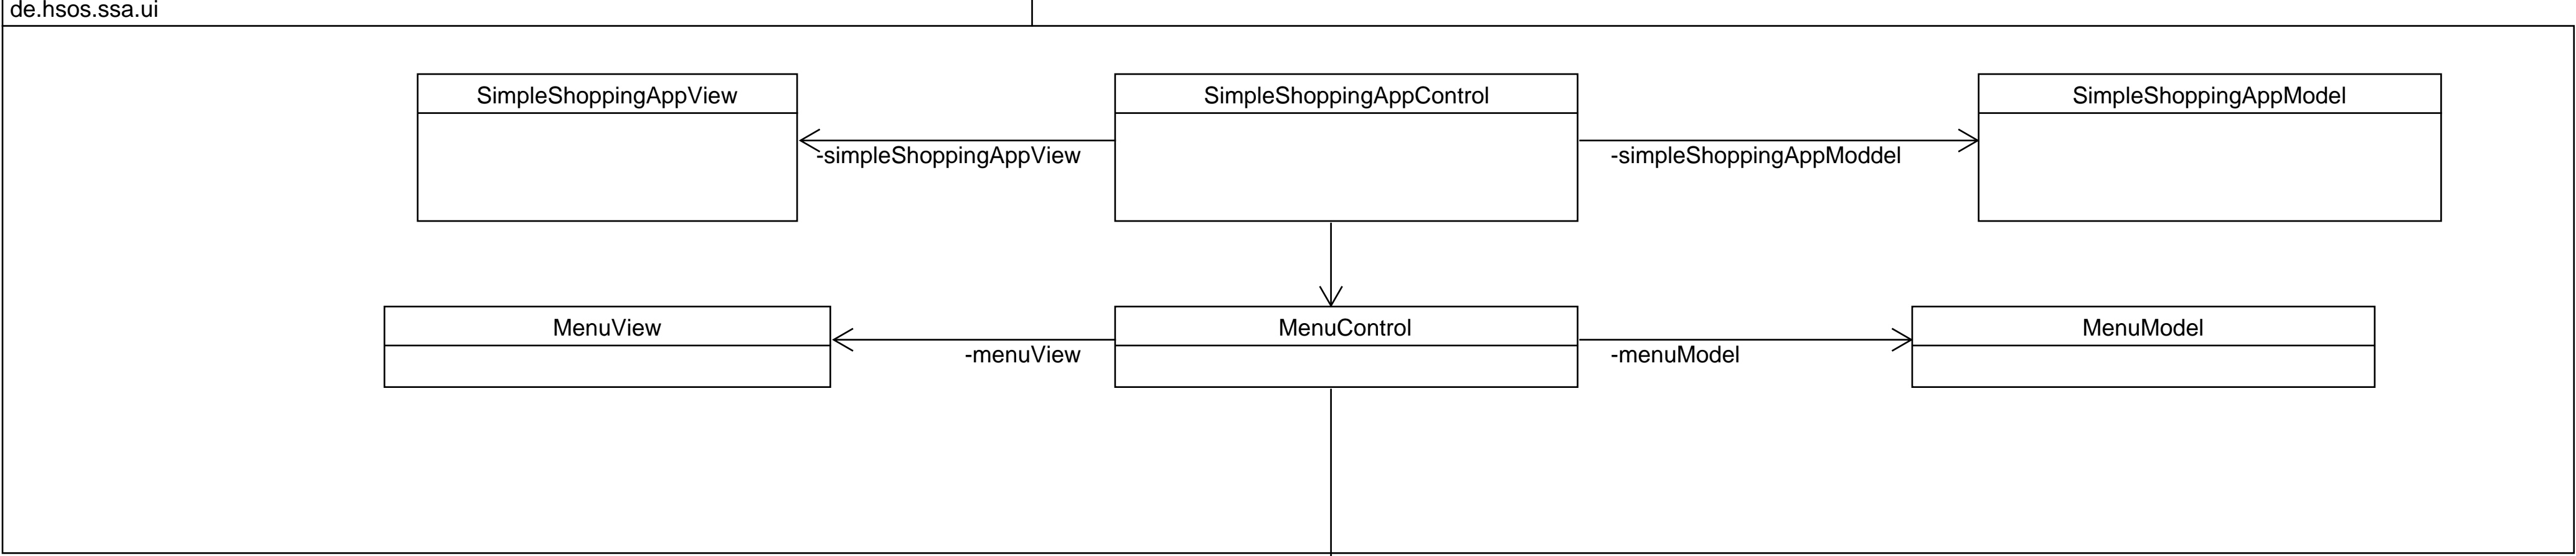 de.hsos.ssa.ui
SimpleShoppingAppView
SimpleShoppingAppControl
SimpleShoppingAppModel
-simpleShoppingAppView
-simpleShoppingAppModdel
MenuView
MenuControl
MenuModel
-menuView
-menuModel